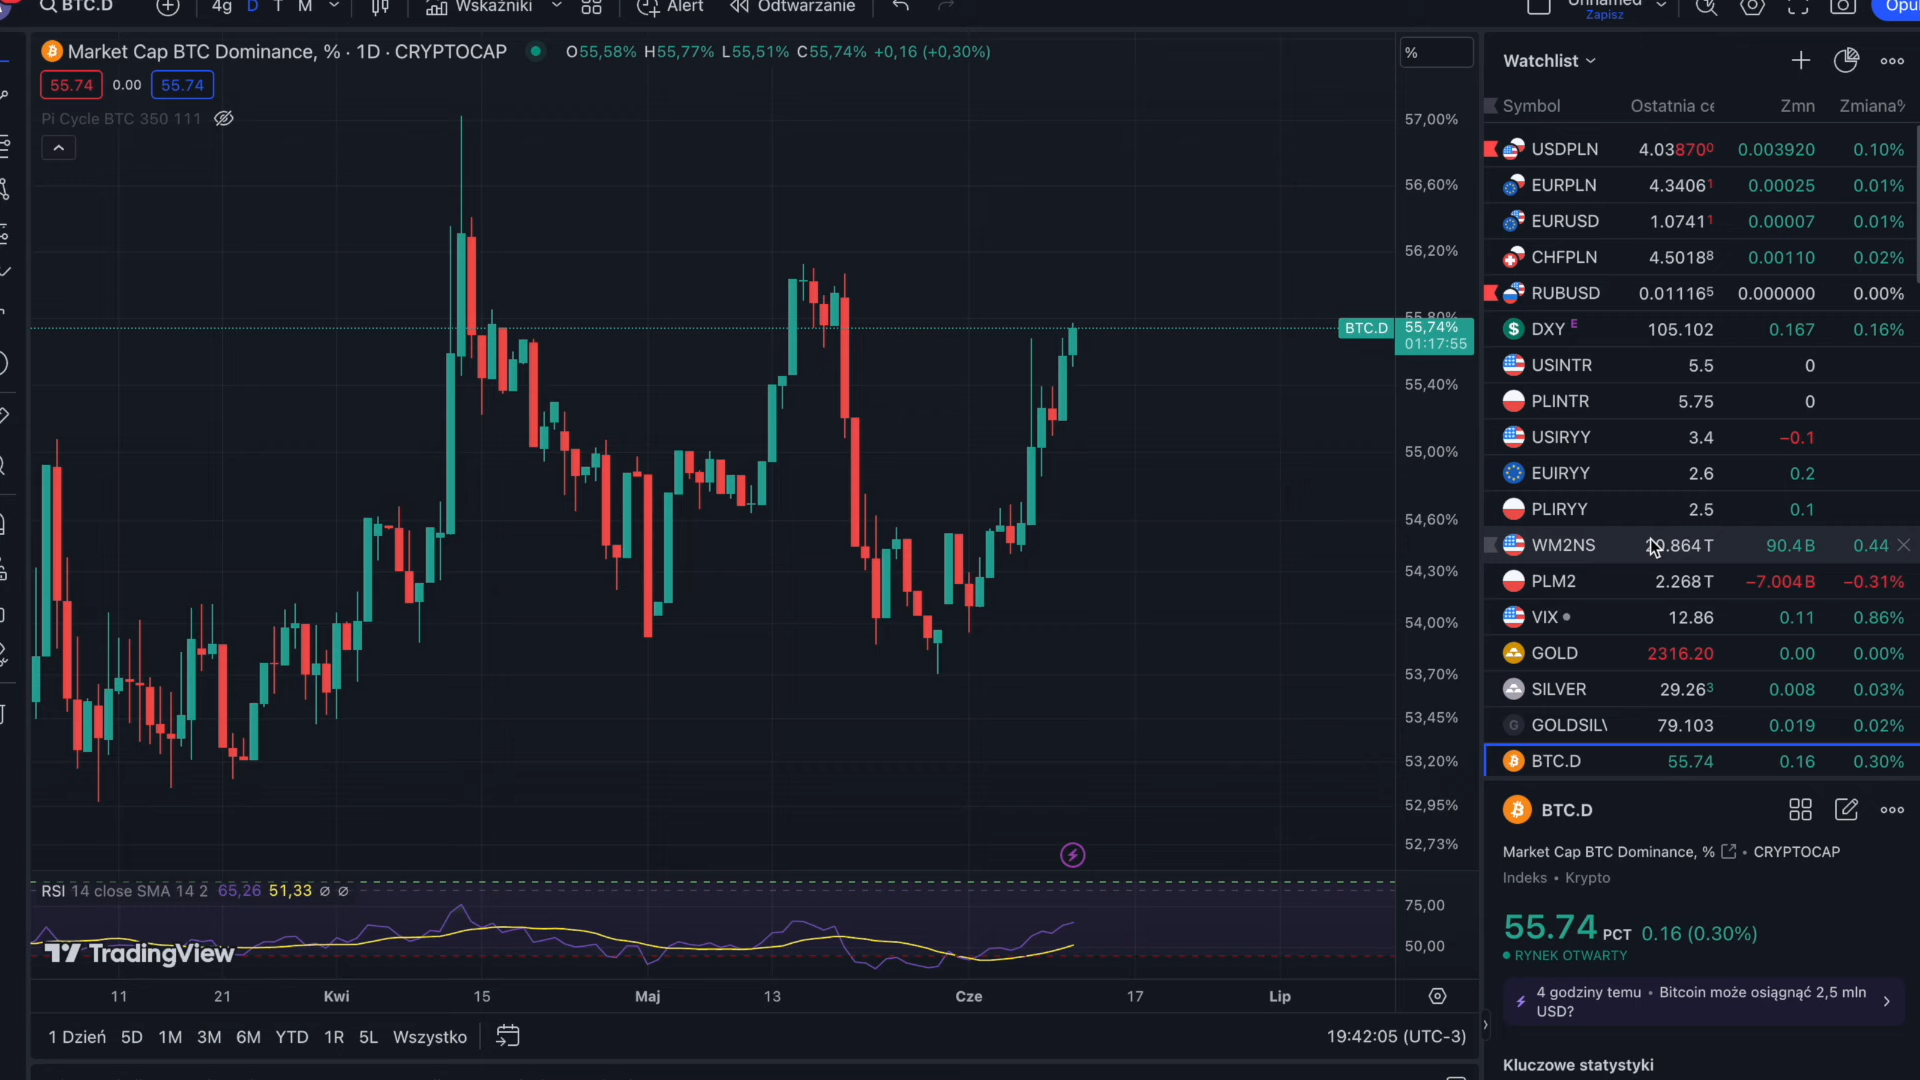 BTC.D 4g D T M Wskaźniki Alert Odtwarzanie Unnamed
Zapisz
Market Cap BTC Dominance, % · 1D · CRYPTOCAP O55,58% H55,77% L55,51% C55,74% +0,16 (+0,30%)
55.74 0.00 55.74
Pi Cycle BTC 350 111
%
57,00%
56,60%
56,20%
55,80%
BTC.D 55,74%
01:17:55
55,40%
55,00%
54,60%
54,30%
54,00%
53,70%
53,45%
53,20%
52,95%
52,73%
RSI 14 close SMA 14 2 65,26 51,33 ∅ ∅
75,00
50,00
TradingView
11 21 Kwi 15 Maj 13 Cze 17 Lip
1 Dzień 5D 1M 3M 6M YTD 1R 5L Wszystko 19:42:05 (UTC-3)
Watchlist
Symbol Ostatnia ce Zmn Zmiana%
USDPLN 4.03870⁰ 0.003920 0.10%
EURPLN 4.3406¹ 0.00025 0.01%
EURUSD 1.0741¹ 0.00007 0.01%
CHFPLN 4.5018⁸ 0.00110 0.02%
RUBUSD 0.01116⁵ 0.000000 0.00%
DXY E 105.102 0.167 0.16%
USINTR 5.5 0
PLINTR 5.75 0
USIRYY 3.4 −0.1
EUIRYY 2.6 0.2
PLIRYY 2.5 0.1
WM2NS .864 T 90.4 B 0.44
PLM2 2.268 T −7.004 B −0.31%
VIX 12.86 0.11 0.86%
GOLD 2316.20 0.00 0.00%
SILVER 29.26³ 0.008 0.03%
G GOLDSIL 79.103 0.019 0.02%
BTC.D 55.74 0.16 0.30%
BTC.D
Market Cap BTC Dominance, % • CRYPTOCAP
Indeks • Krypto
55.74 PCT 0.16 (0.30%)
RYNEK OTWARTY
4 godziny temu • Bitcoin może osiągnąć 2,5 mln
USD?
Kluczowe statystyki